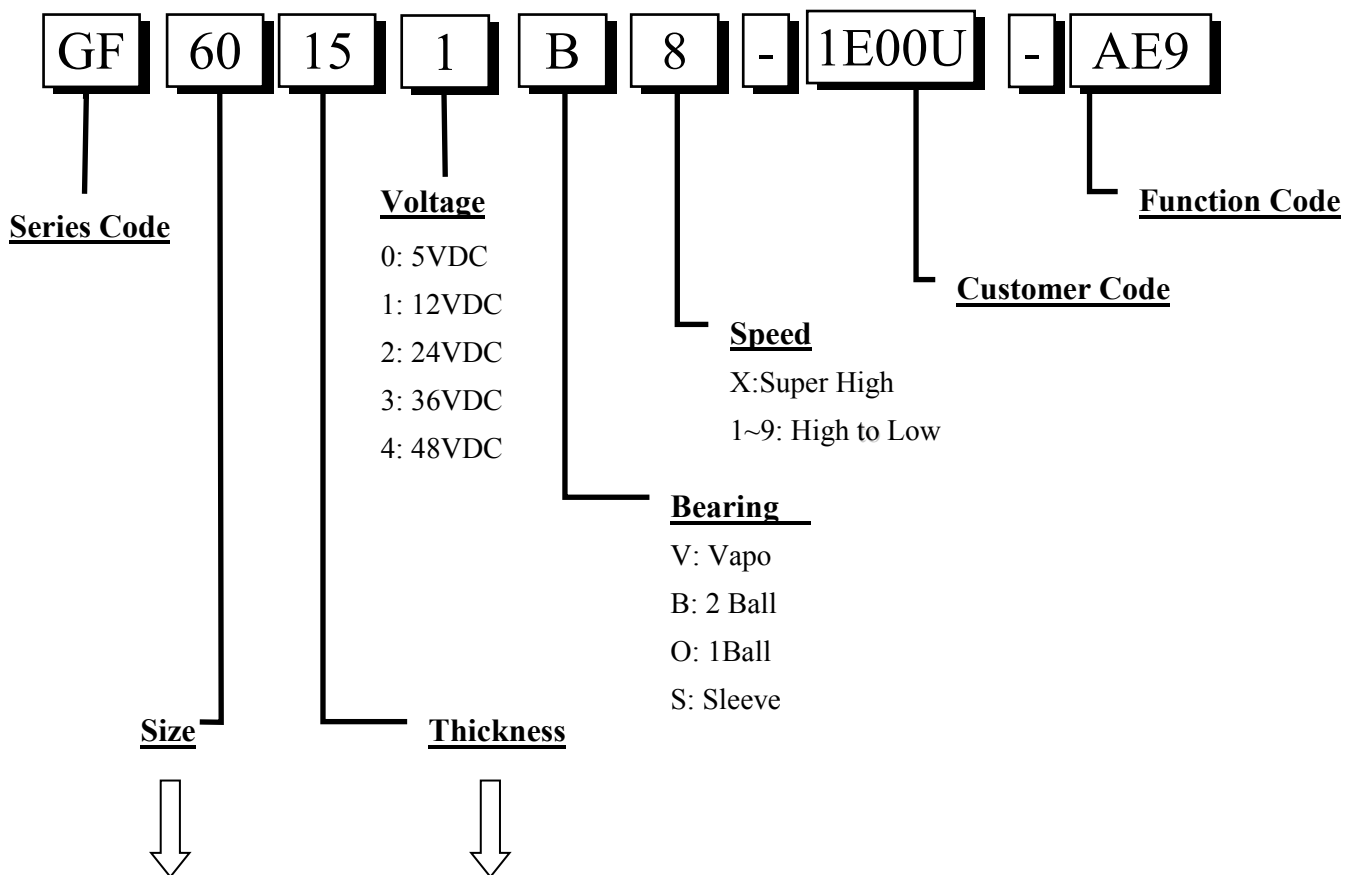 GF 60 15 1 B 8 - 1E00U - AE9
Series Code
Voltage
0: 5VDC
1: 12VDC
2: 24VDC
3: 36VDC
4: 48VDC
Function Code
Customer Code
Speed
X:Super High
1~9: High to Low
Bearing
V: Vapo
B: 2 Ball
O: 1Ball
S: Sleeve
Size
Thickness